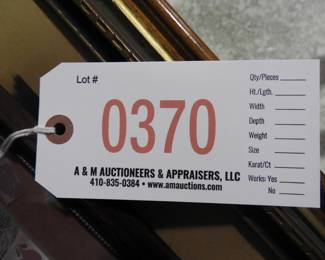 Lot #
0370
A & M AUCTIONEERS & APPRAISERS, LLC
410-835-0384 • www.amauctions.com
Qty/Pieces
Ht./Lgth.
Width
Depth
Weight
Size
Karat/Ct
Works: Yes
No